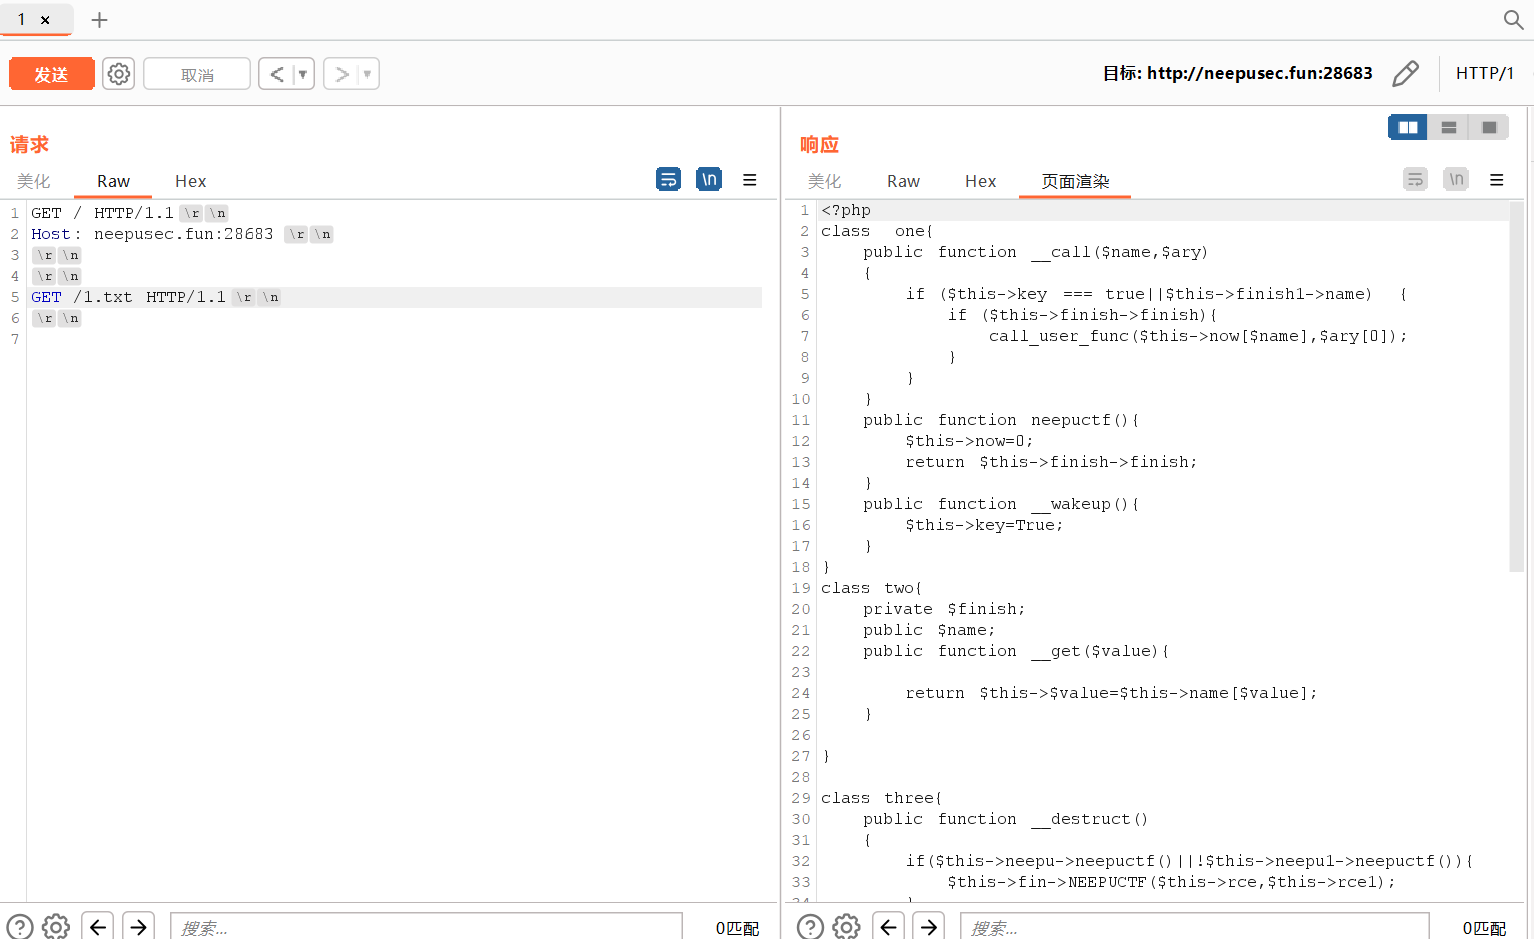 1 ×
发送
取消
目标: http://neepusec.fun:28683
HTTP/1
请求
美化 Raw Hex
\n
1 GET / HTTP/1.1 \r \n
2 Host: neepusec.fun:28683 \r \n
3 \r \n
4 \r \n
5 GET /1.txt HTTP/1.1 \r \n
6 \r \n
7
搜索...
0匹配
响应
美化 Raw Hex 页面渲染
\n
1 <?php
2 class  one{
3     public function __call($name,$ary)
4     {
5         if ($this->key === true||$this->finish1->name)  {
6             if ($this->finish->finish){
7                 call_user_func($this->now[$name],$ary[0]);
8             }
9         }
10     }
11     public function neepuctf(){
12         $this->now=0;
13         return $this->finish->finish;
14     }
15     public function __wakeup(){
16         $this->key=True;
17     }
18 }
19 class two{
20     private $finish;
21     public $name;
22     public function __get($value){
23
24         return $this->$value=$this->name[$value];
25     }
26
27 }
28
29 class three{
30     public function __destruct()
31     {
32         if($this->neepu->neepuctf()||!$this->neepu1->neepuctf()){
33             $this->fin->NEEPUCTF($this->rce,$this->rce1);
搜索...
0匹配